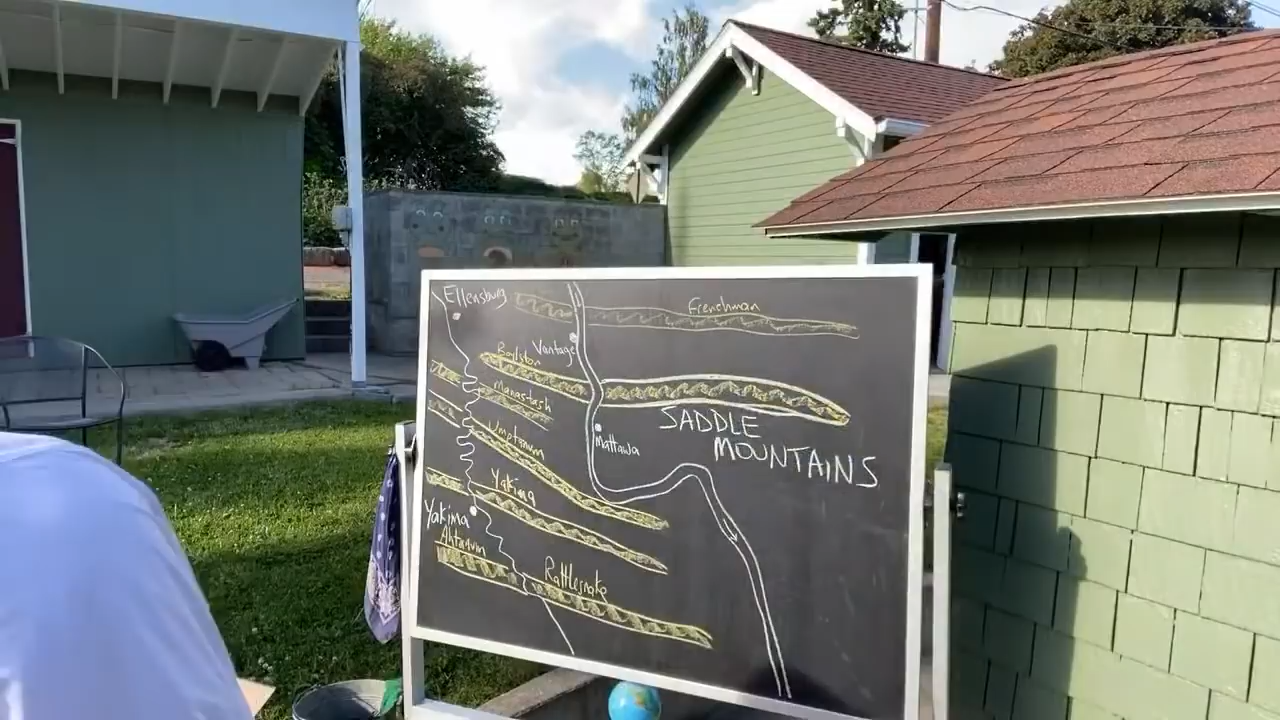 Ellensburg
Frenchman
Vantage
Boylston
Manastash
SADDLE
MOUNTAINS
Umptanum
Mattawa
Yakima
Yakima
Ahtanum
Rattlesnake